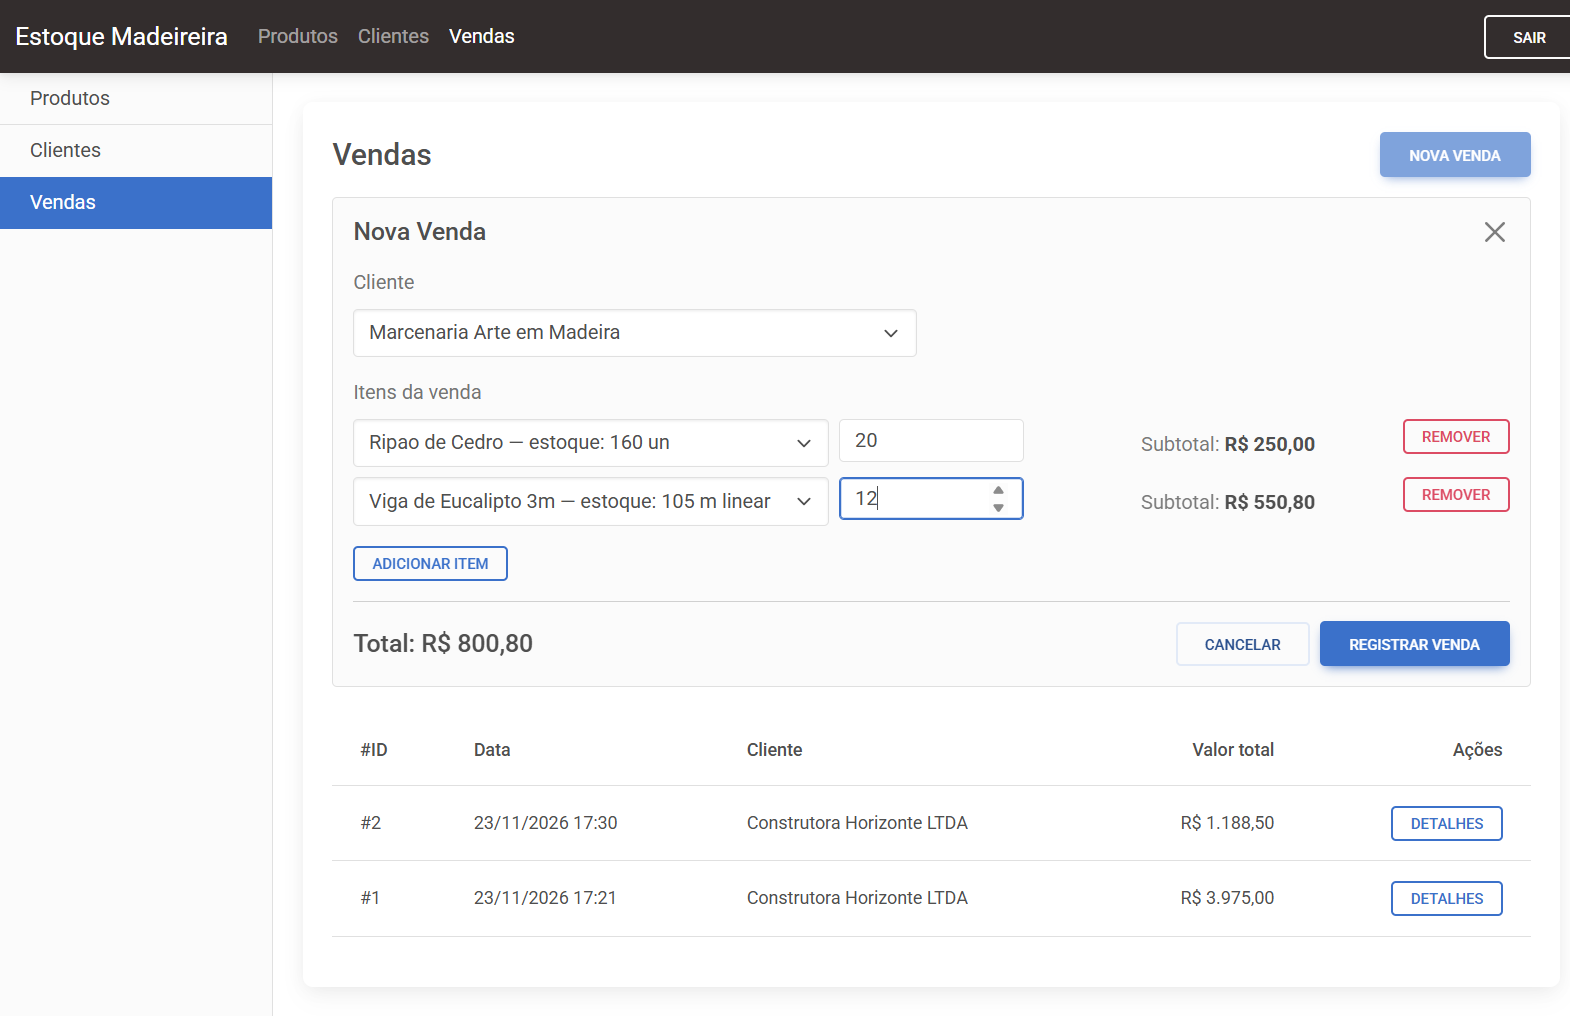 Estoque Madeireira Produtos Clientes Vendas SAIR
Produtos
Clientes
Vendas
Vendas NOVA VENDA
Nova Venda
Cliente
Marcenaria Arte em Madeira
Itens da venda
Ripao de Cedro — estoque: 160 un 20 Subtotal: R$ 250,00 REMOVER
Viga de Eucalipto 3m — estoque: 105 m linear 12 Subtotal: R$ 550,80 REMOVER
ADICIONAR ITEM
Total: R$ 800,80 CANCELAR REGISTRAR VENDA
#ID Data Cliente Valor total Ações
#2 23/11/2026 17:30 Construtora Horizonte LTDA R$ 1.188,50 DETALHES
#1 23/11/2026 17:21 Construtora Horizonte LTDA R$ 3.975,00 DETALHES